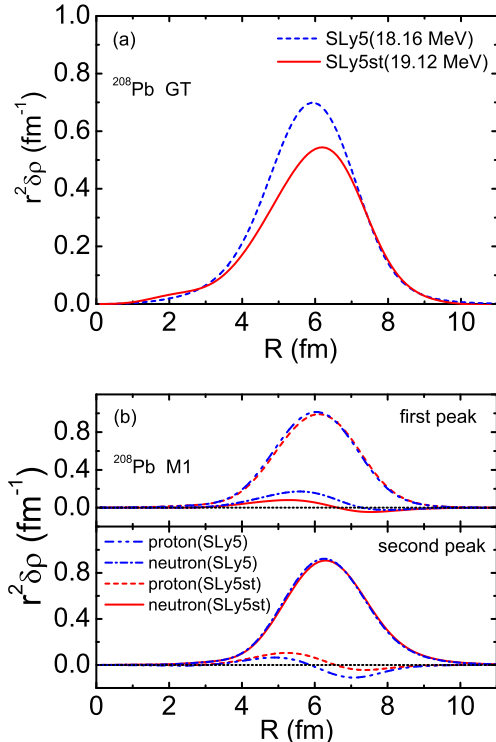 (a)
SLy5(18.16 MeV)
SLy5st(19.12 MeV)
²⁰⁸Pb GT
1.0
0.8
0.6
0.4
0.2
0.0
r²δρ (fm⁻¹)
0 2 4 6 8 10
R (fm)
(b)
first peak
²⁰⁸Pb M1
0.8
0.4
0.0
r²δρ (fm⁻¹)
proton(SLy5)
second peak
neutron(SLy5)
proton(SLy5st)
neutron(SLy5st)
0.8
0.4
0.0
0 2 4 6 8 10
R (fm)